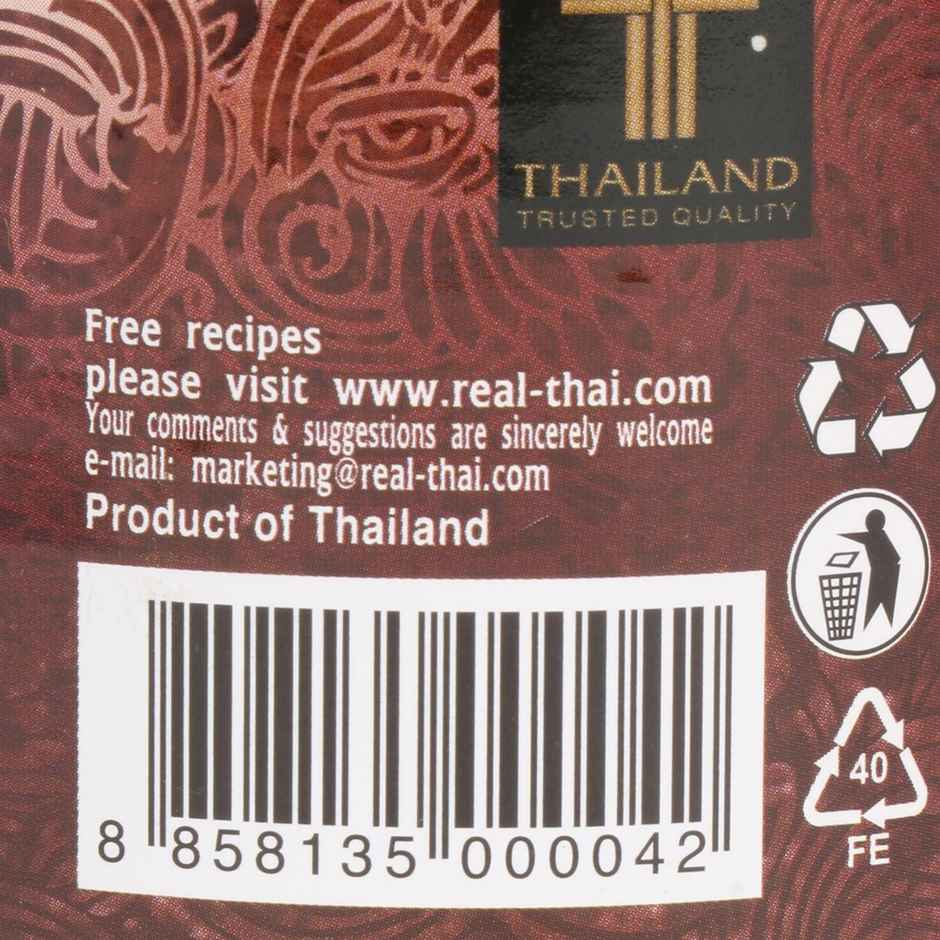 THAILAND
TRUSTED QUALITY
Free recipes
please visit www.real-thai.com
Your comments & suggestions are sincerely welcome
e-mail: marketing@real-thai.com
Product of Thailand
8 858135 000042
40
FE